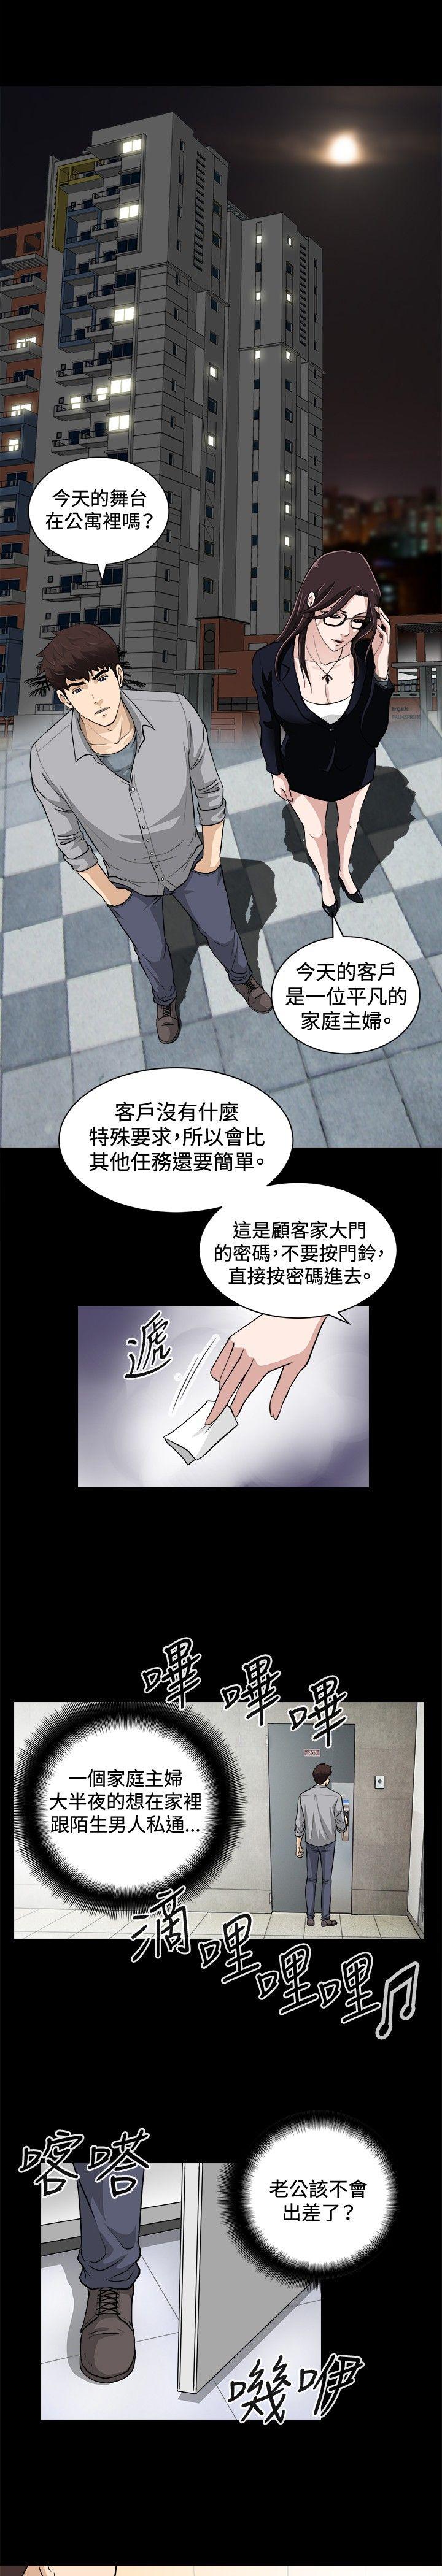 今天的舞台
在公寓裡嗎?
今天的客戶
是一位平凡的
家庭主婦。
客戶沒有什麼
特殊要求,所以會比
其他任務還要簡單。
這是顧客家大門
的密碼,不要按門鈴,
直接按密碼進去。
遞
嗶 嗶 嗶
一個家庭主婦
大半夜的想在家裡
跟陌生男人私通...
滴哩哩哩♫
喀嗒
老公該不會
出差了?
嘰咿